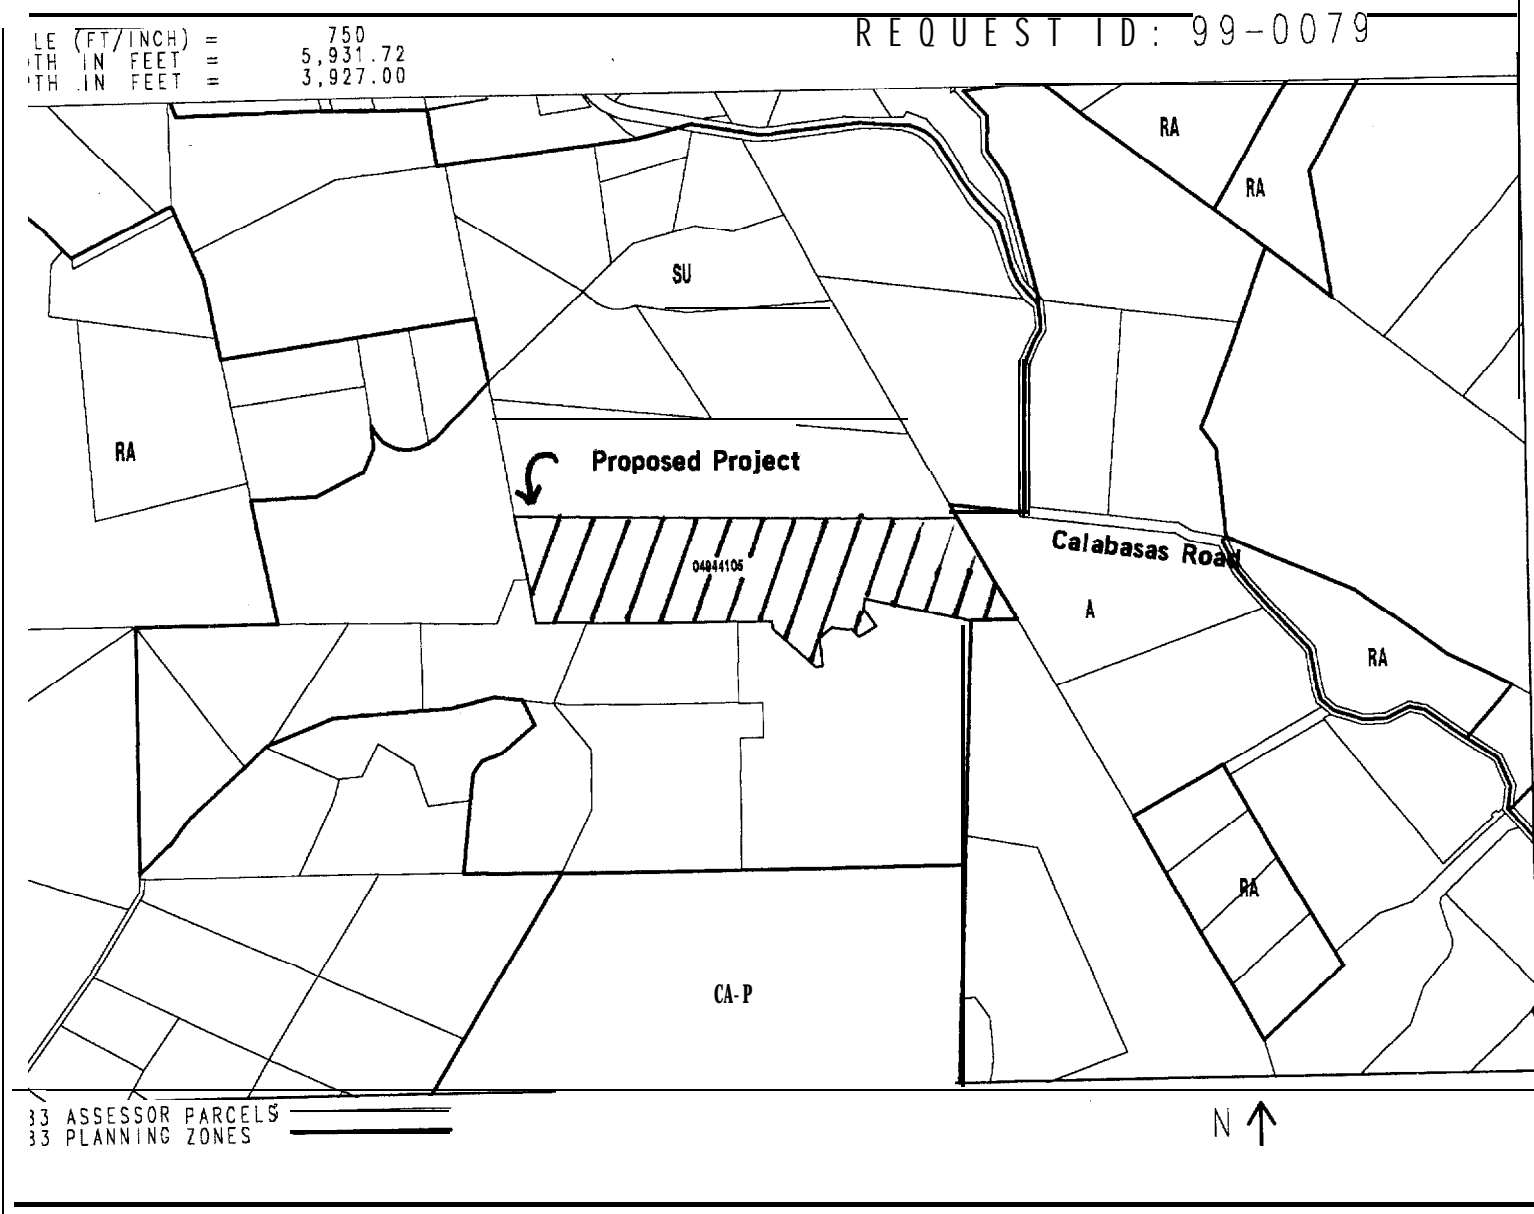 REQUEST ID: 99-0079
LE (FT/INCH) = 750
TH IN FEET = 5,931.72
TH IN FEET = 3,927.00
RA
RA
SU
RA
Proposed Project
Calabasas Road
04944105
A
RA
RA
CA-P
33 ASSESSOR PARCELS
33 PLANNING ZONES
N